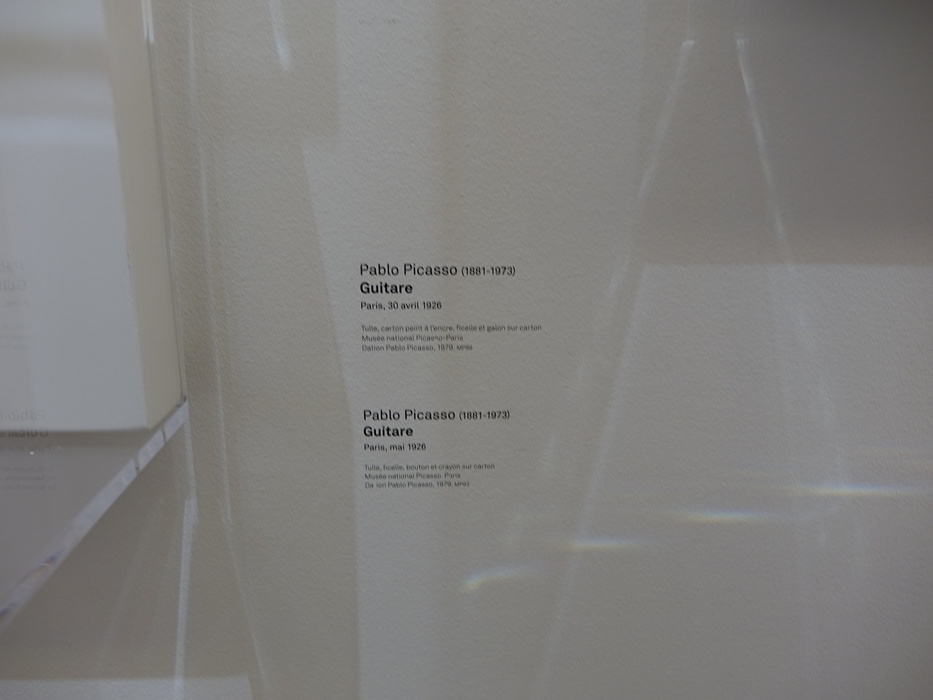 Pablo Picasso (1881-1973)
Guitare
Paris, 30 avril 1926
Tulle, carton peint à l'encre, ficelle et galon sur carton
Musée national Picasso-Paris
Dation Pablo Picasso, 1979.
Pablo Picasso (1881-1973)
Guitare
Paris, mai 1926
Tulle, ficelle, bouton et crayon sur carton
Musée national Picasso-Paris
Pablo Picasso, 1979.